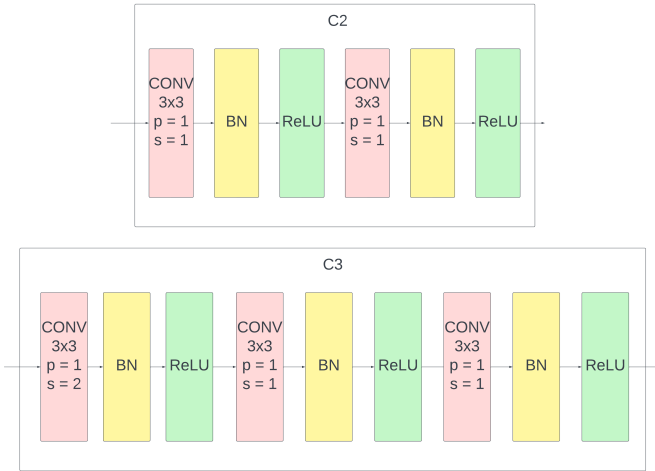 C2
CONV
3x3
p = 1
s = 1
BN
ReLU
CONV
3x3
p = 1
s = 1
BN
ReLU
C3
CONV
3x3
p = 1
s = 2
BN
ReLU
CONV
3x3
p = 1
s = 1
BN
ReLU
CONV
3x3
p = 1
s = 1
BN
ReLU